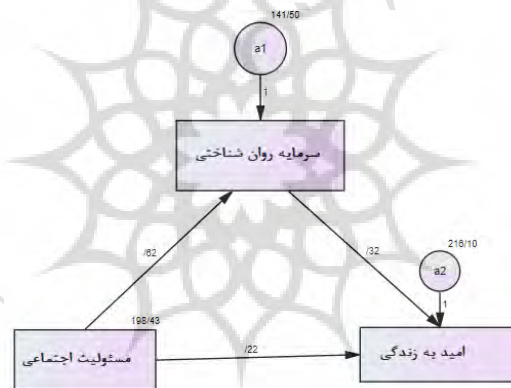 141/50
a1
1
سرمایه روان شناختی
/62
/32
216/10
a2
1
198/43
مسئولیت اجتماعی
/22
امید به زندگی